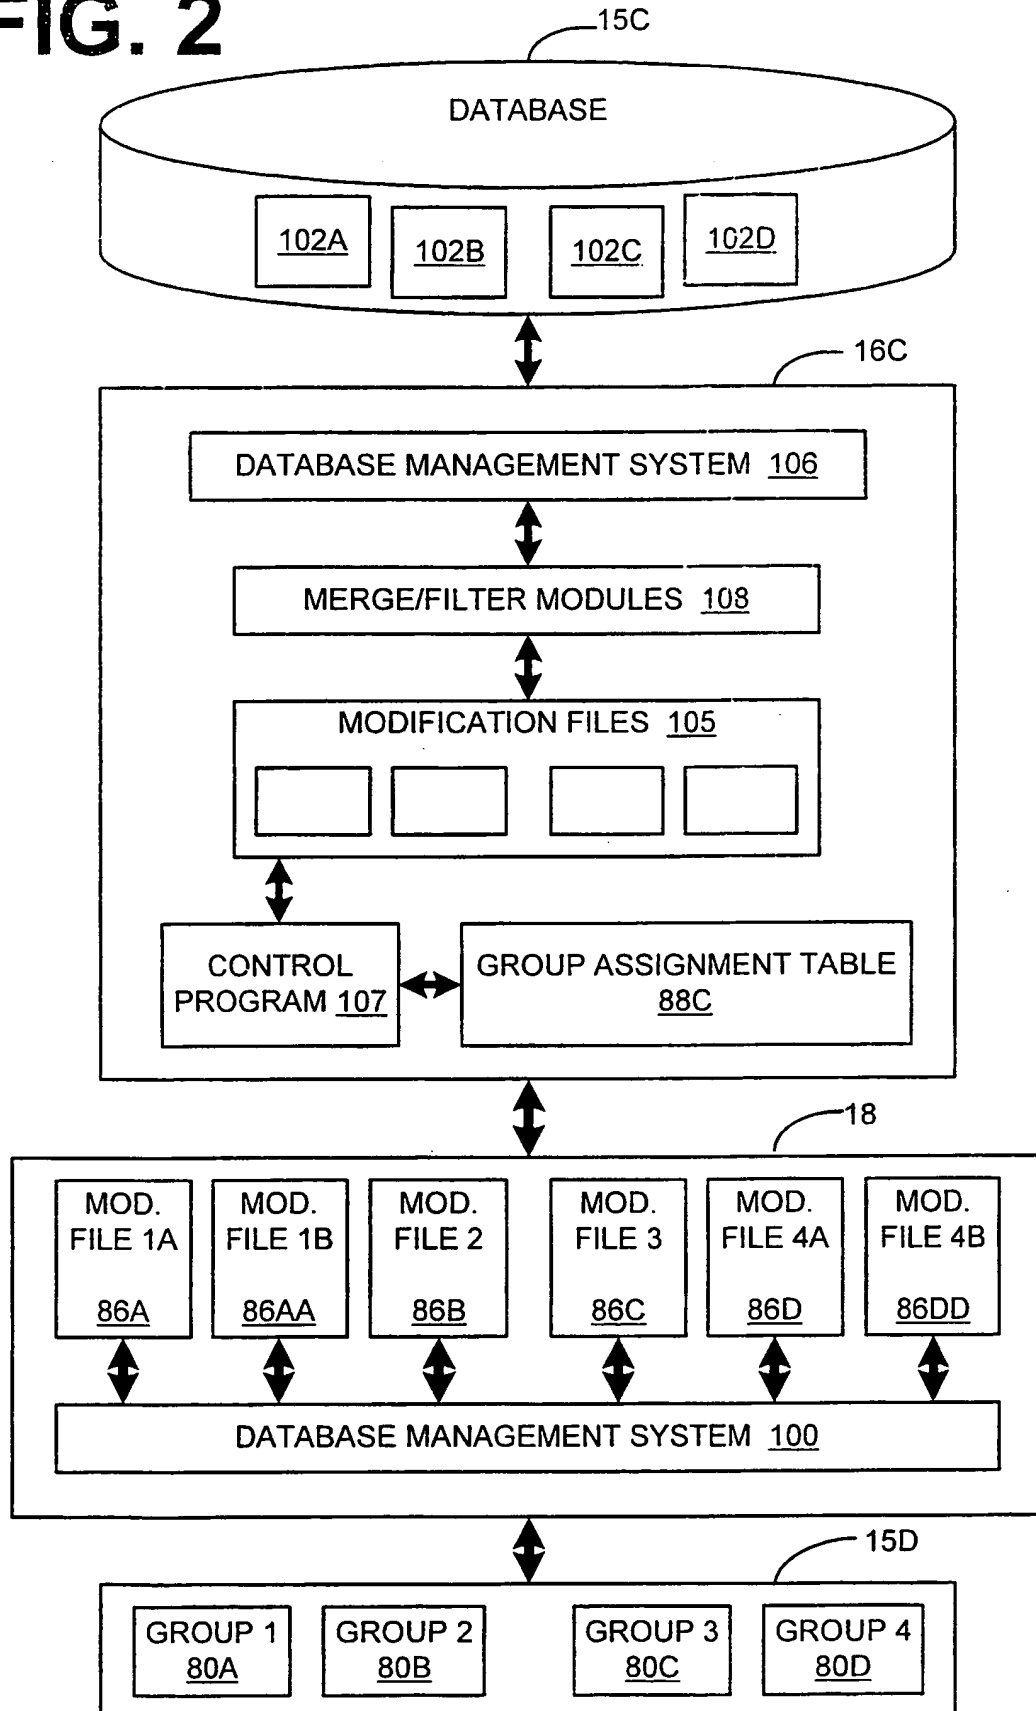 FIG. 2
15C
DATABASE
102A 102B 102C 102D
16C
DATABASE MANAGEMENT SYSTEM 106
MERGE/FILTER MODULES 108
MODIFICATION FILES 105
CONTROL
PROGRAM 107
GROUP ASSIGNMENT TABLE
88C
18
MOD.
FILE 1A
86A
MOD.
FILE 1B
86AA
MOD.
FILE 2
86B
MOD.
FILE 3
86C
MOD.
FILE 4A
86D
MOD.
FILE 4B
86DD
DATABASE MANAGEMENT SYSTEM 100
15D
GROUP 1
80A
GROUP 2
80B
GROUP 3
80C
GROUP 4
80D